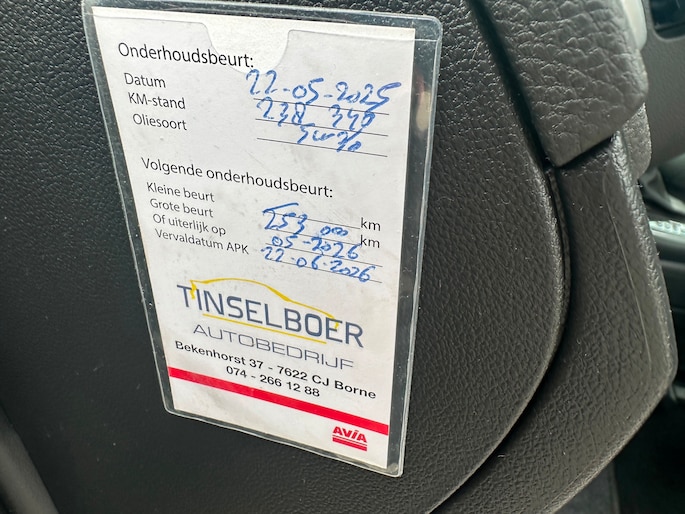 Onderhoudsbeurt:
Datum 22-05-2025
KM-stand 238 390
Oliesoort 5w30
Volgende onderhoudsbeurt:
Kleine beurt km
Grote beurt 253 000 km
Of uiterlijk op 05-2026
Vervaldatum APK 22-06-2026
TINSELBOER
AUTOBEDRIJF
Bekenhorst 37 - 7622 CJ Borne
074 - 266 12 88
AVIA